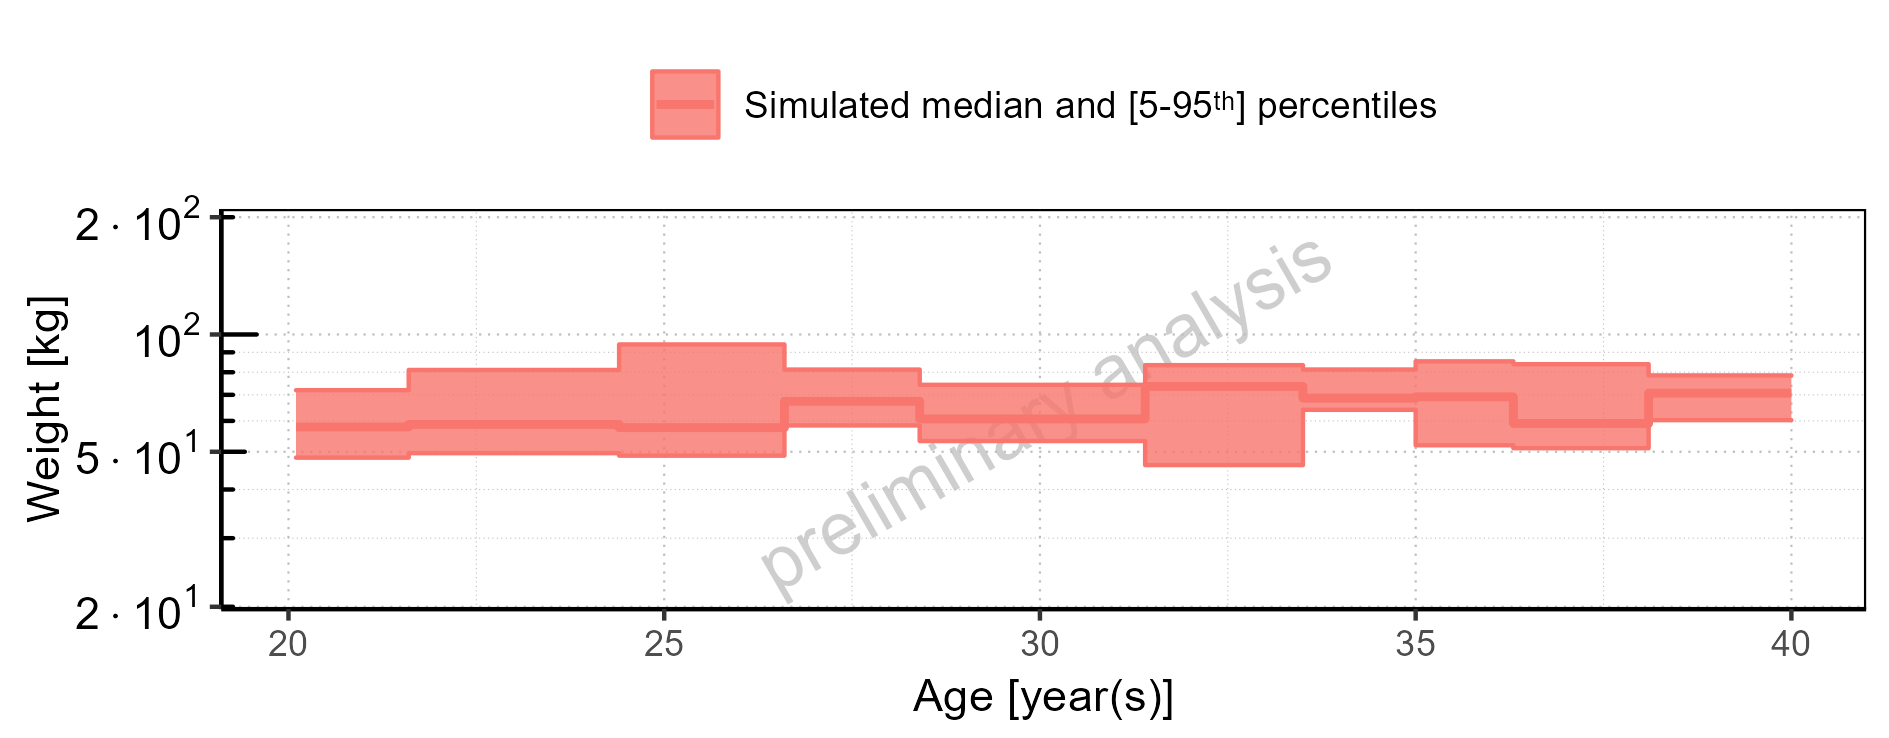 Simulated median and [5-95ᵗʰ] percentiles
2 · 10²
10²
5 · 10¹
2 · 10¹
Weight [kg]
preliminary analysis
20 25 30 35 40
Age [year(s)]